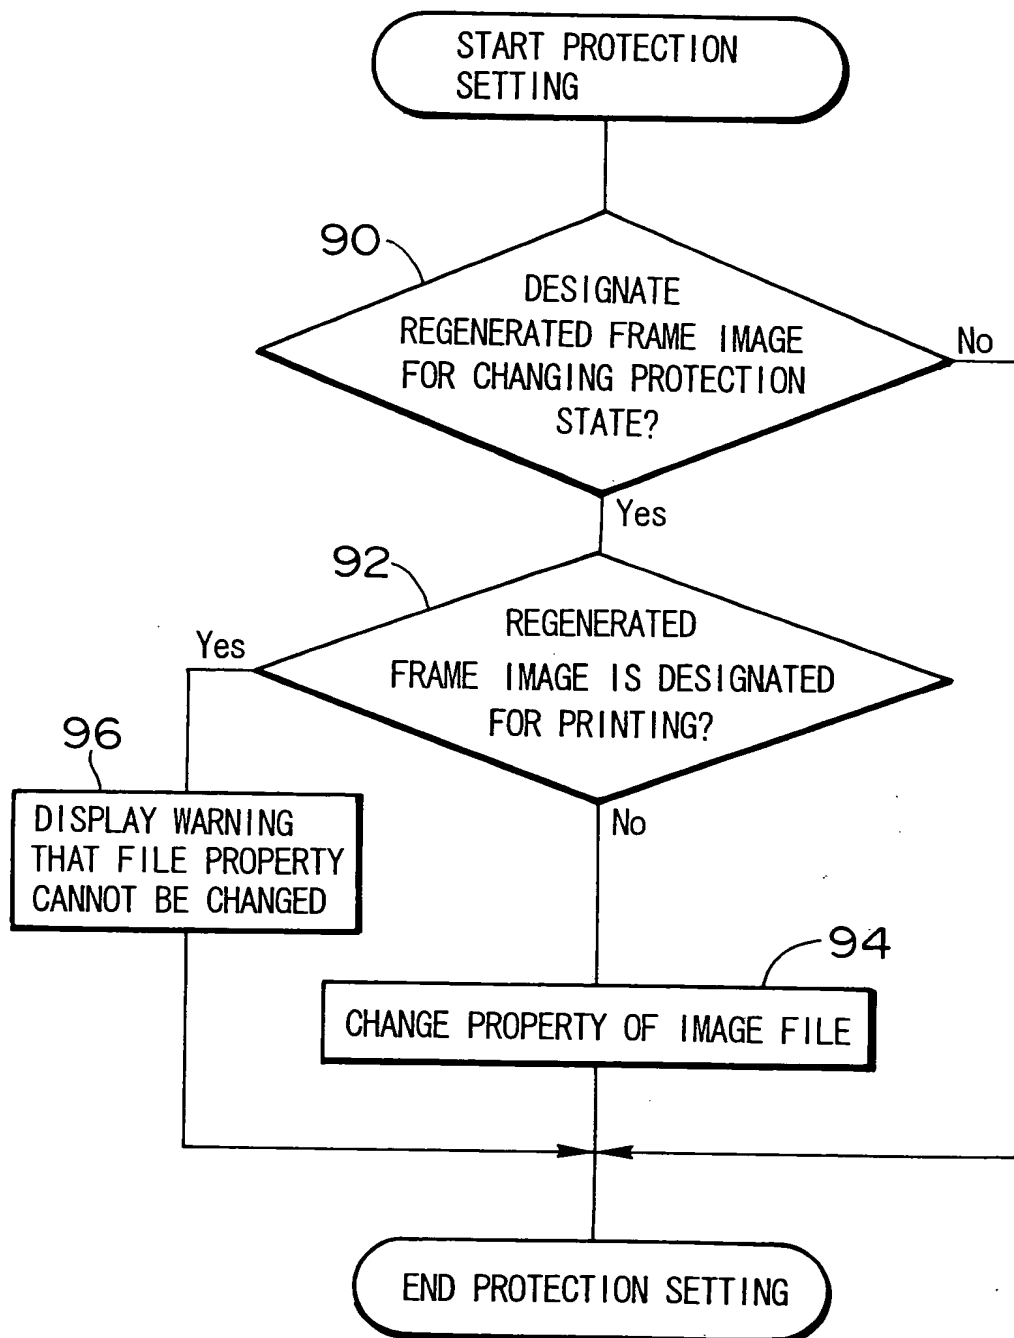 START PROTECTION
SETTING
90
DESIGNATE
REGENERATED FRAME IMAGE
FOR CHANGING PROTECTION
STATE?
No
Yes
92
REGENERATED
FRAME IMAGE IS DESIGNATED
FOR PRINTING?
Yes
No
96
DISPLAY WARNING
THAT FILE PROPERTY
CANNOT BE CHANGED
94
CHANGE PROPERTY OF IMAGE FILE
END PROTECTION SETTING